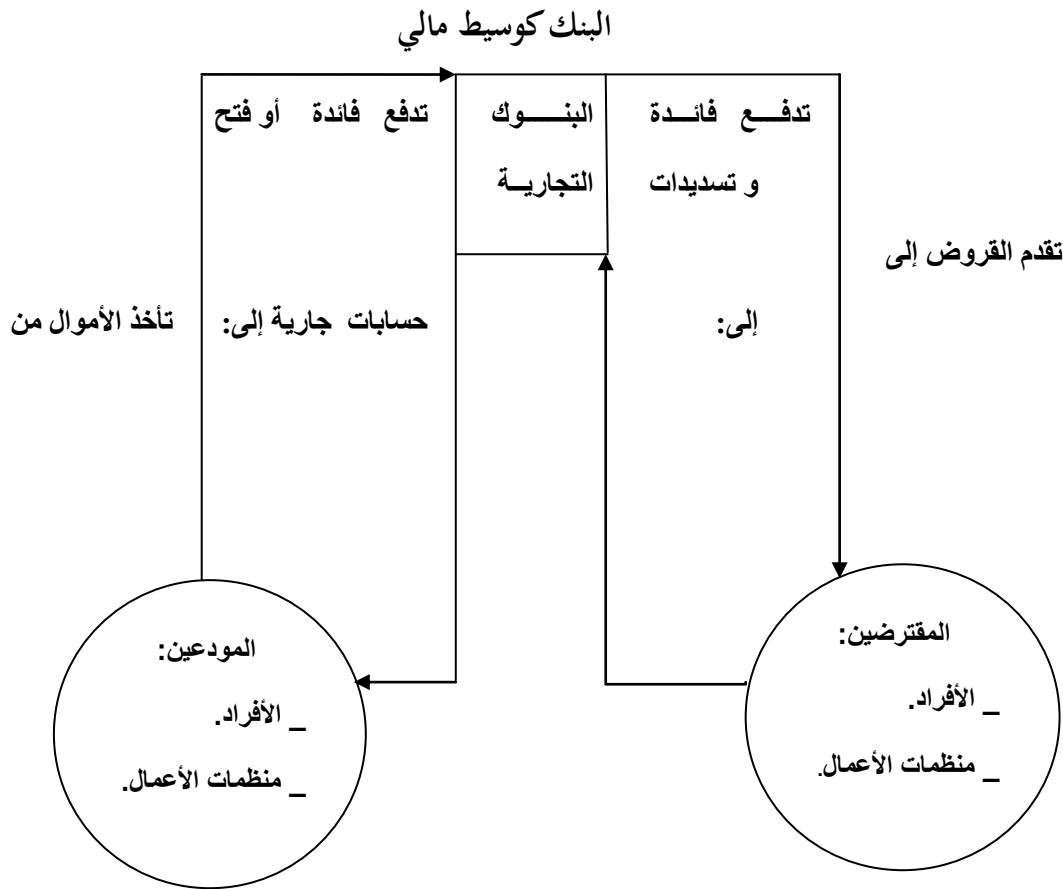 البنك كوسيط مالي
تدفع فائدة و تسديدات
إلى:
البنوك التجارية
تدفع فائدة أو فتح
حسابات جارية إلى:
تقدم القروض إلى
تأخذ الأموال من
المقترضين:
_ الأفراد.
_ منظمات الأعمال.
المودعين:
_ الأفراد.
_ منظمات الأعمال.